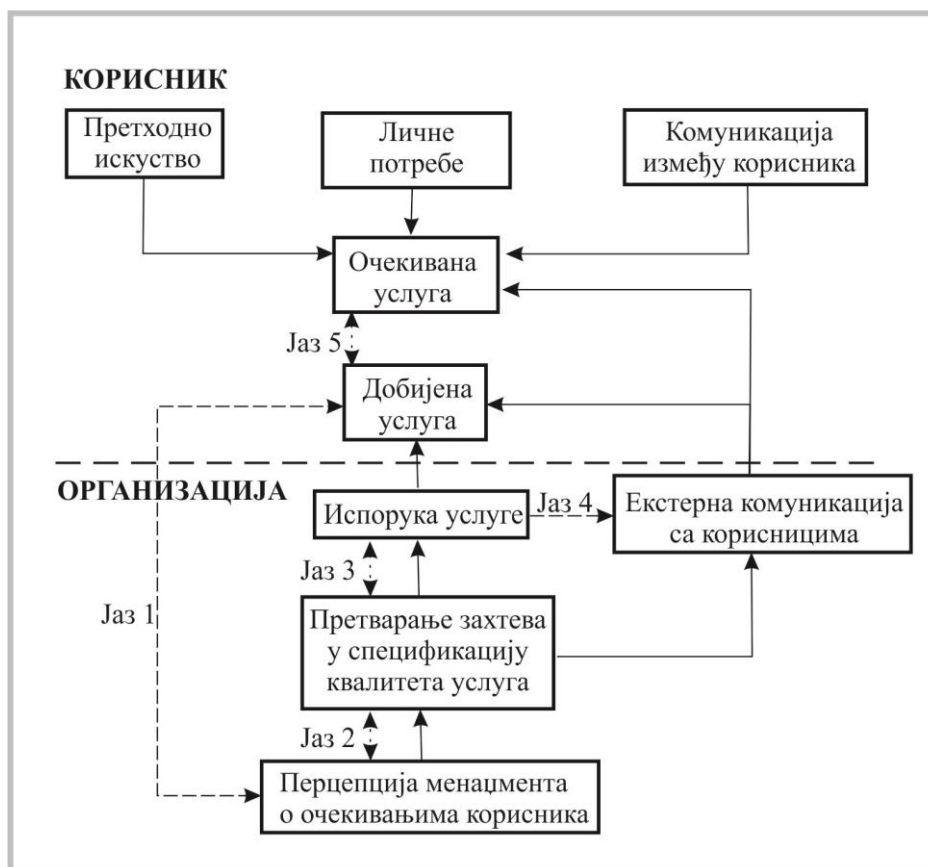 КОРИСНИК
Претходно
искуство
Личне
потребе
Комуникација
између корисника
Очекивана
услуга
Јаз 5
Добијена
услуга
ОРГАНИЗАЦИЈА
Испорука услуге
Јаз 4
Екстерна комуникација
са корисницима
Јаз 3
Јаз 1
Претварање захтева
у спецификацију
квалитета услуга
Јаз 2
Перцепција менаџмента
о очекивањима корисника